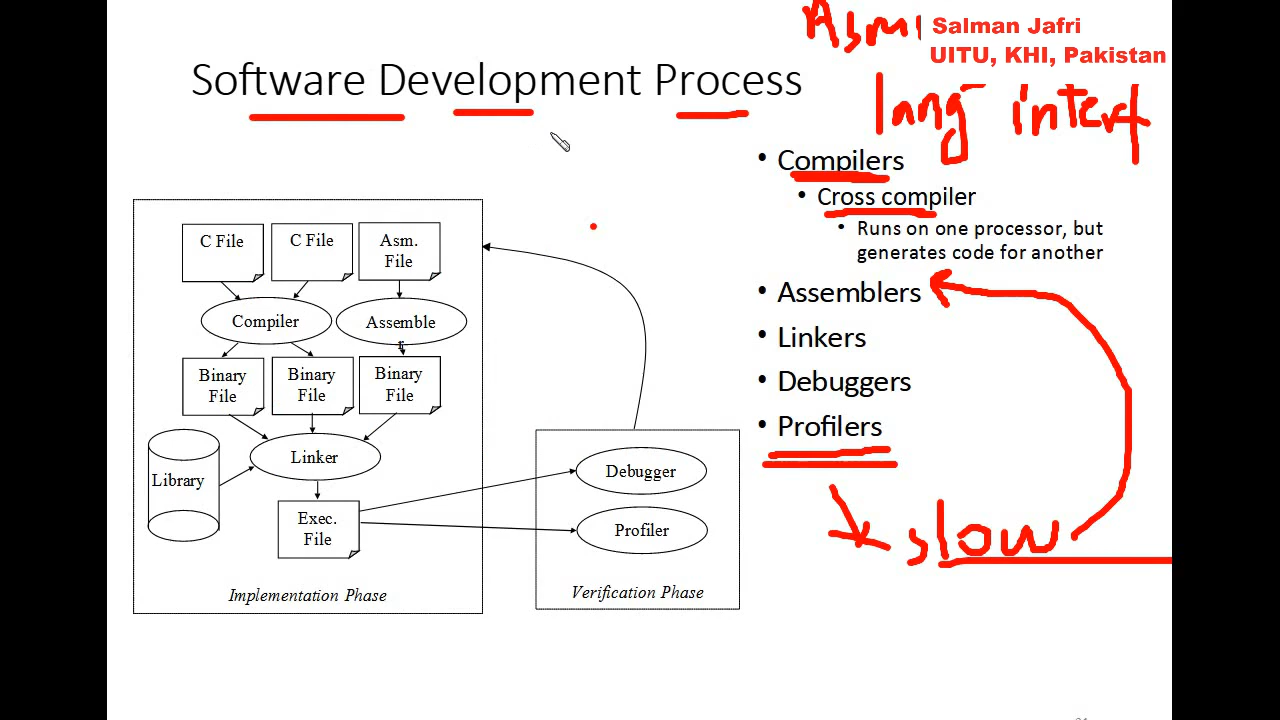 Asm
Salman Jafri
UITU, KHI, Pakistan
Software Development Process
lang interf
• Compilers
• Cross compiler
• Runs on one processor, but
generates code for another
• Assemblers
• Linkers
• Debuggers
• Profilers
slow
C File
C File
Asm.
File
Compiler
Assemble
r
Binary
File
Binary
File
Binary
File
Library
Linker
Exec.
File
Implementation Phase
Debugger
Profiler
Verification Phase